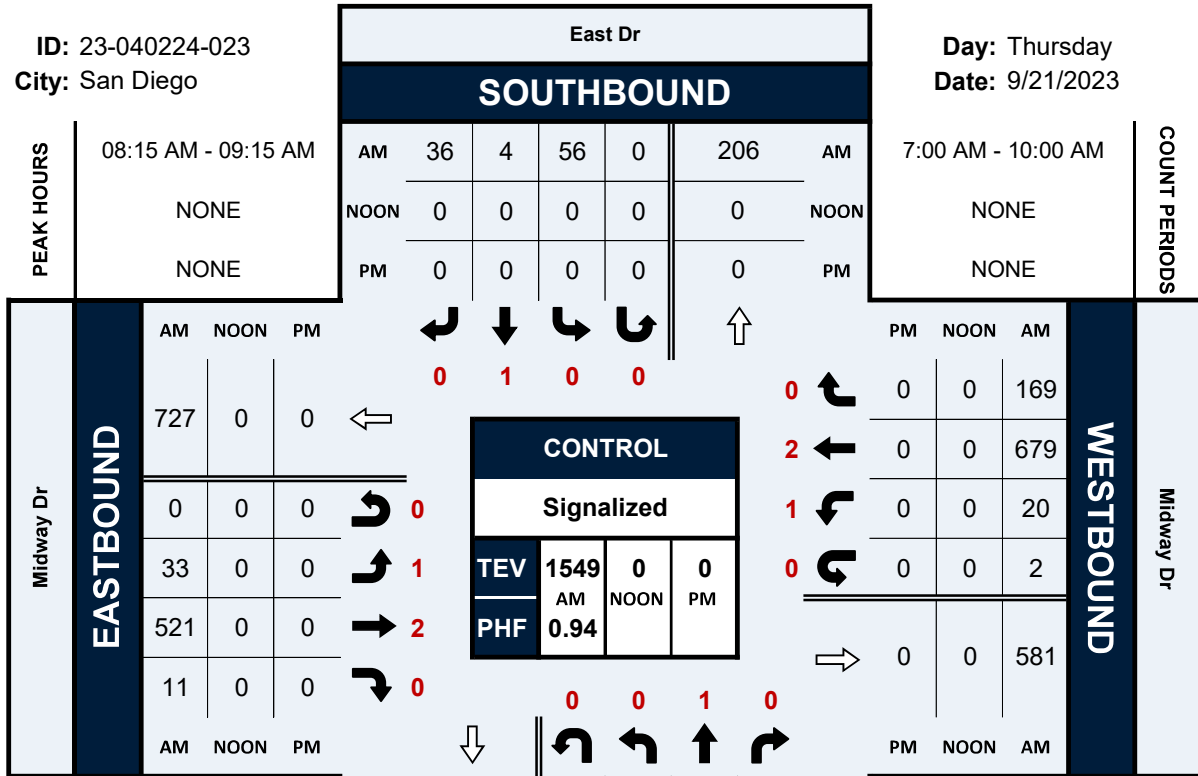 East Dr
ID: 23-040224-023
Day: Thursday
City: San Diego
Date: 9/21/2023
SOUTHBOUND
PEAK HOURS
08:15 AM - 09:15 AM
AM 36 4 56 0 206 AM
7:00 AM - 10:00 AM
COUNT PERIODS
NONE
NOON 0 0 0 0 0 NOON
NONE
NONE
PM 0 0 0 0 0 PM
NONE
AM NOON PM
PM NOON AM
0 1 0 0
727 0 0
0 0 0 169
CONTROL
2 0 0 679
Signalized
0 0 0 0
1 0 0 20
33 0 0 1
TEV 1549 0 0
AM NOON PM
0 0 0 2
521 0 0 2
PHF 0.94
0 0 581
11 0 0 0
0 0 1 0
AM NOON PM
PM NOON AM
Midway Dr
EASTBOUND
WESTBOUND
Midway Dr